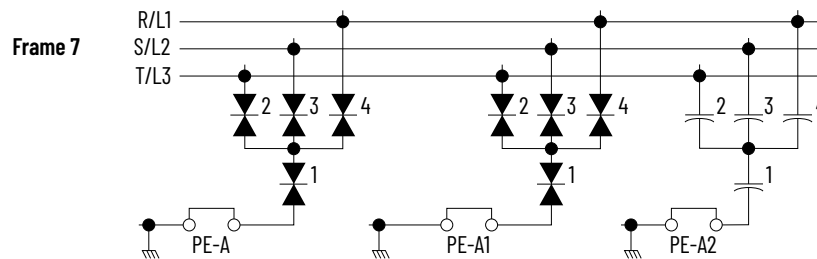 R/L1
Frame 7
S/L2
T/L3
2 3 4 2 3 4 2 3
1 1 1
PE-A PE-A1 PE-A2